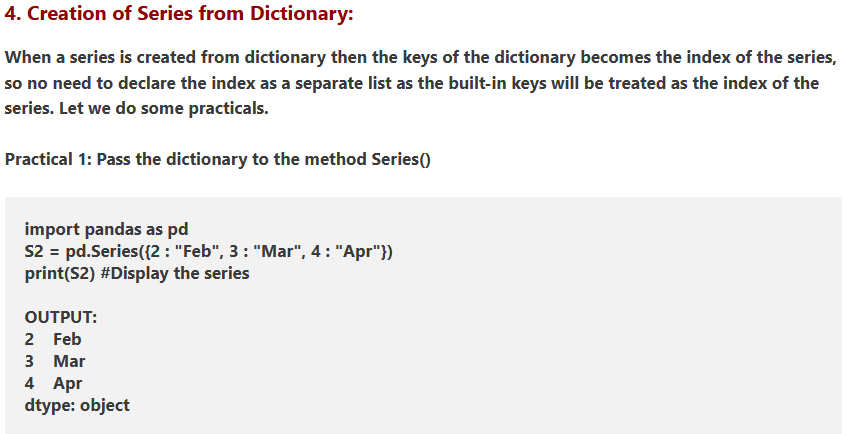 4. Creation of Series from Dictionary:
When a series is created from dictionary then the keys of the dictionary becomes the index of the series,
so no need to declare the index as a separate list as the built-in keys will be treated as the index of the
series. Let we do some practicals.
Practical 1: Pass the dictionary to the method Series()
import pandas as pd
S2 = pd.Series({2 : "Feb", 3 : "Mar", 4 : "Apr"})
print(S2) #Display the series
OUTPUT:
2    Feb
3    Mar
4    Apr
dtype: object